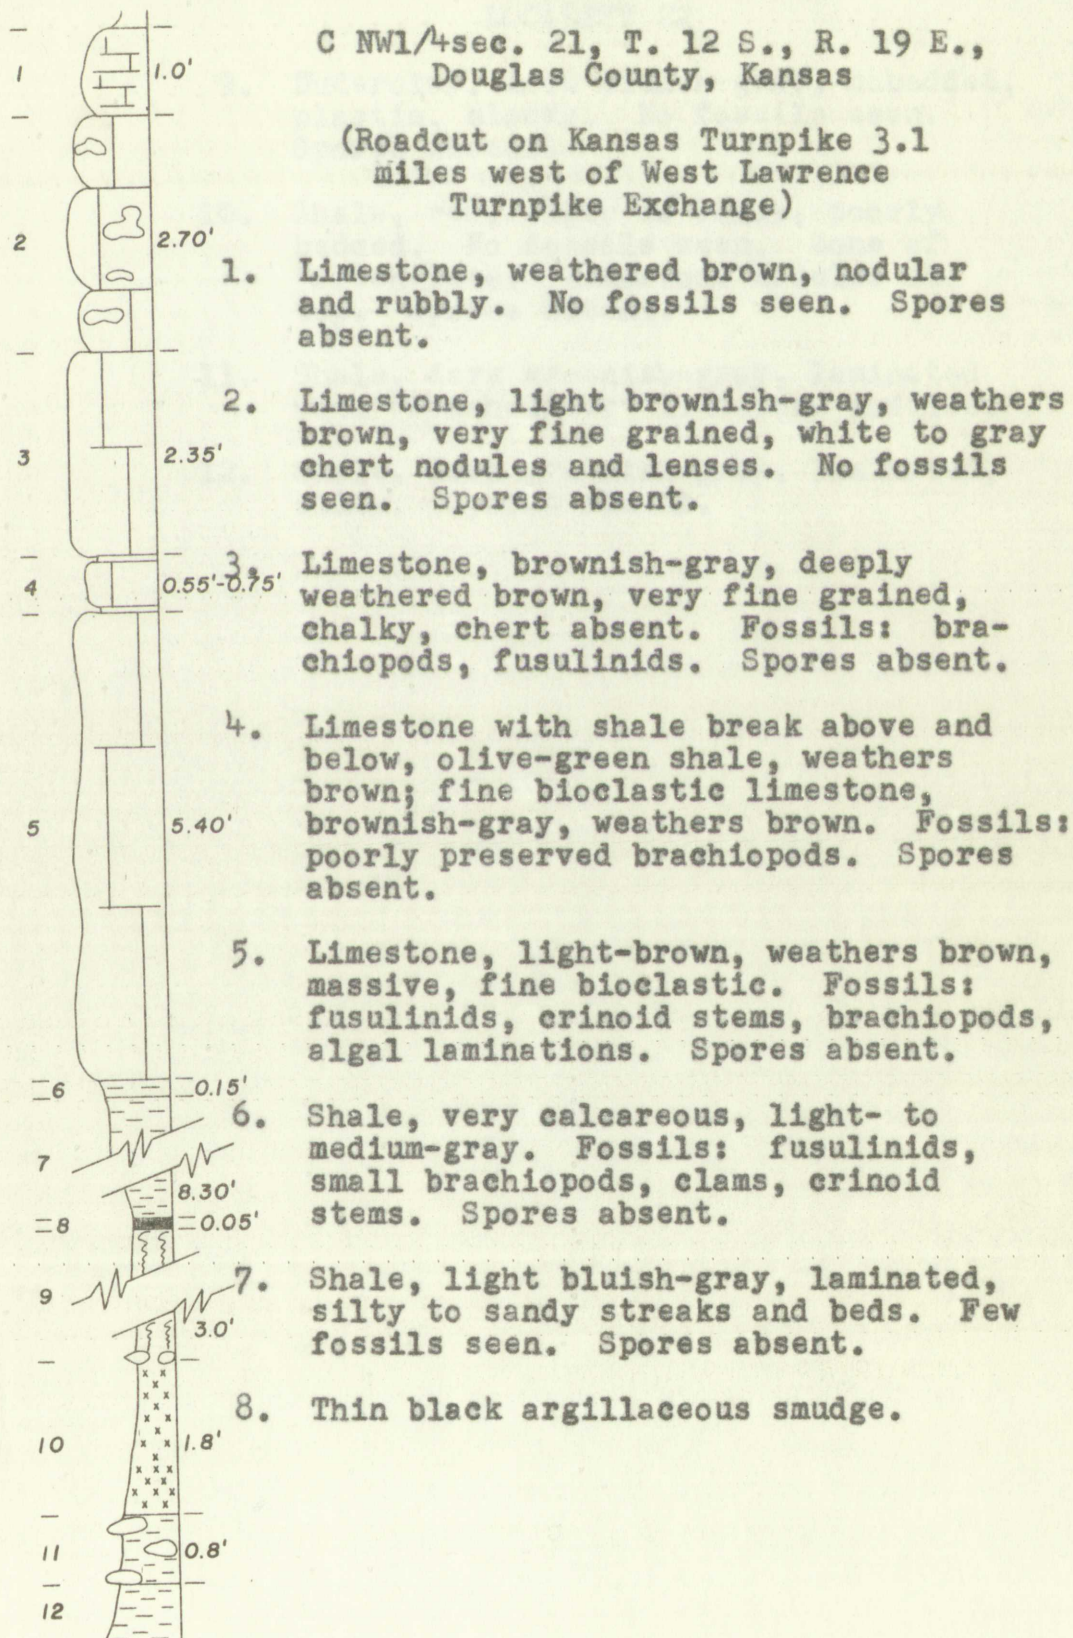 C NW1/4sec. 21, T. 12 S., R. 19 E.,
Douglas County, Kansas
(Roadcut on Kansas Turnpike 3.1
miles west of West Lawrence
Turnpike Exchange)
1. Limestone, weathered brown, nodular
and rubbly. No fossils seen. Spores
absent.
2. Limestone, light brownish-gray, weathers
brown, very fine grained, white to gray
chert nodules and lenses. No fossils
seen. Spores absent.
3. Limestone, brownish-gray, deeply
weathered brown, very fine grained,
chalky, chert absent. Fossils: bra-
chiopods, fusulinids. Spores absent.
4. Limestone with shale break above and
below, olive-green shale, weathers
brown; fine bioclastic limestone,
brownish-gray, weathers brown. Fossils:
poorly preserved brachiopods. Spores
absent.
5. Limestone, light-brown, weathers brown,
massive, fine bioclastic. Fossils:
fusulinids, crinoid stems, brachiopods,
algal laminations. Spores absent.
6. Shale, very calcareous, light- to
medium-gray. Fossils: fusulinids,
small brachiopods, clams, crinoid
stems. Spores absent.
7. Shale, light bluish-gray, laminated,
silty to sandy streaks and beds. Few
fossils seen. Spores absent.
8. Thin black argillaceous smudge.
1 1.0'
2 2.70'
3 2.35'
4 0.55'-0.75'
5 5.40'
6 0.15'
7 8.30'
8 0.05'
9 3.0'
10 1.8'
11 0.8'
12